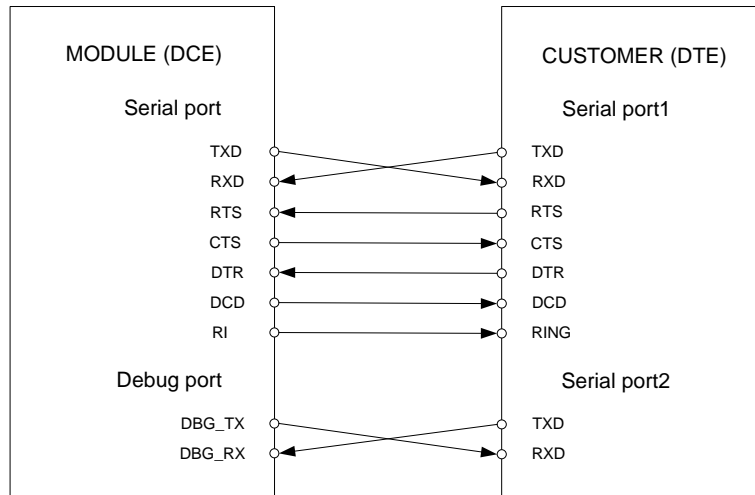 MODULE (DCE)
Serial port
TXD
RXD
RTS
CTS
DTR
DCD
RI
Debug port
DBG_TX
DBG_RX
CUSTOMER (DTE)
Serial port1
TXD
RXD
RTS
CTS
DTR
DCD
RING
Serial port2
TXD
RXD